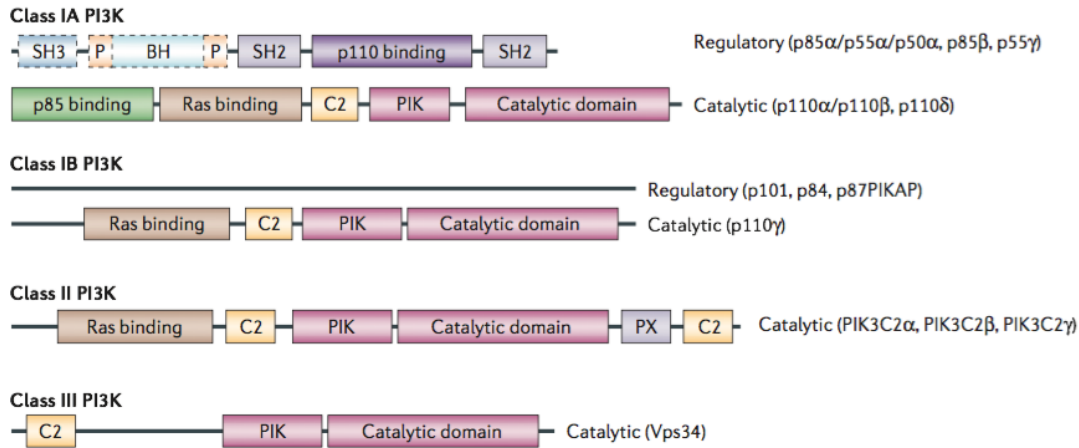 Class IA PI3K
SH3 P BH P SH2 p110 binding SH2 Regulatory (p85α/p55α/p50α, p85β, p55γ)
p85 binding Ras binding C2 PIK Catalytic domain Catalytic (p110α/p110β, p110δ)
Class IB PI3K
Regulatory (p101, p84, p87PIKAP)
Ras binding C2 PIK Catalytic domain Catalytic (p110γ)
Class II PI3K
Ras binding C2 PIK Catalytic domain PX C2 Catalytic (PIK3C2α, PIK3C2β, PIK3C2γ)
Class III PI3K
C2 PIK Catalytic domain Catalytic (Vps34)